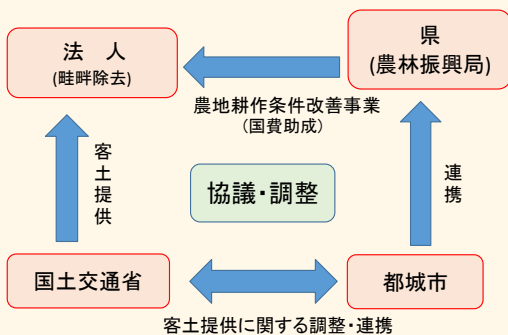 法　人
(畦畔除去)
県
(農林振興局)
農地耕作条件改善事業
（国費助成）
客土提供
協議・調整
連携
国土交通省
都城市
客土提供に関する調整・連携